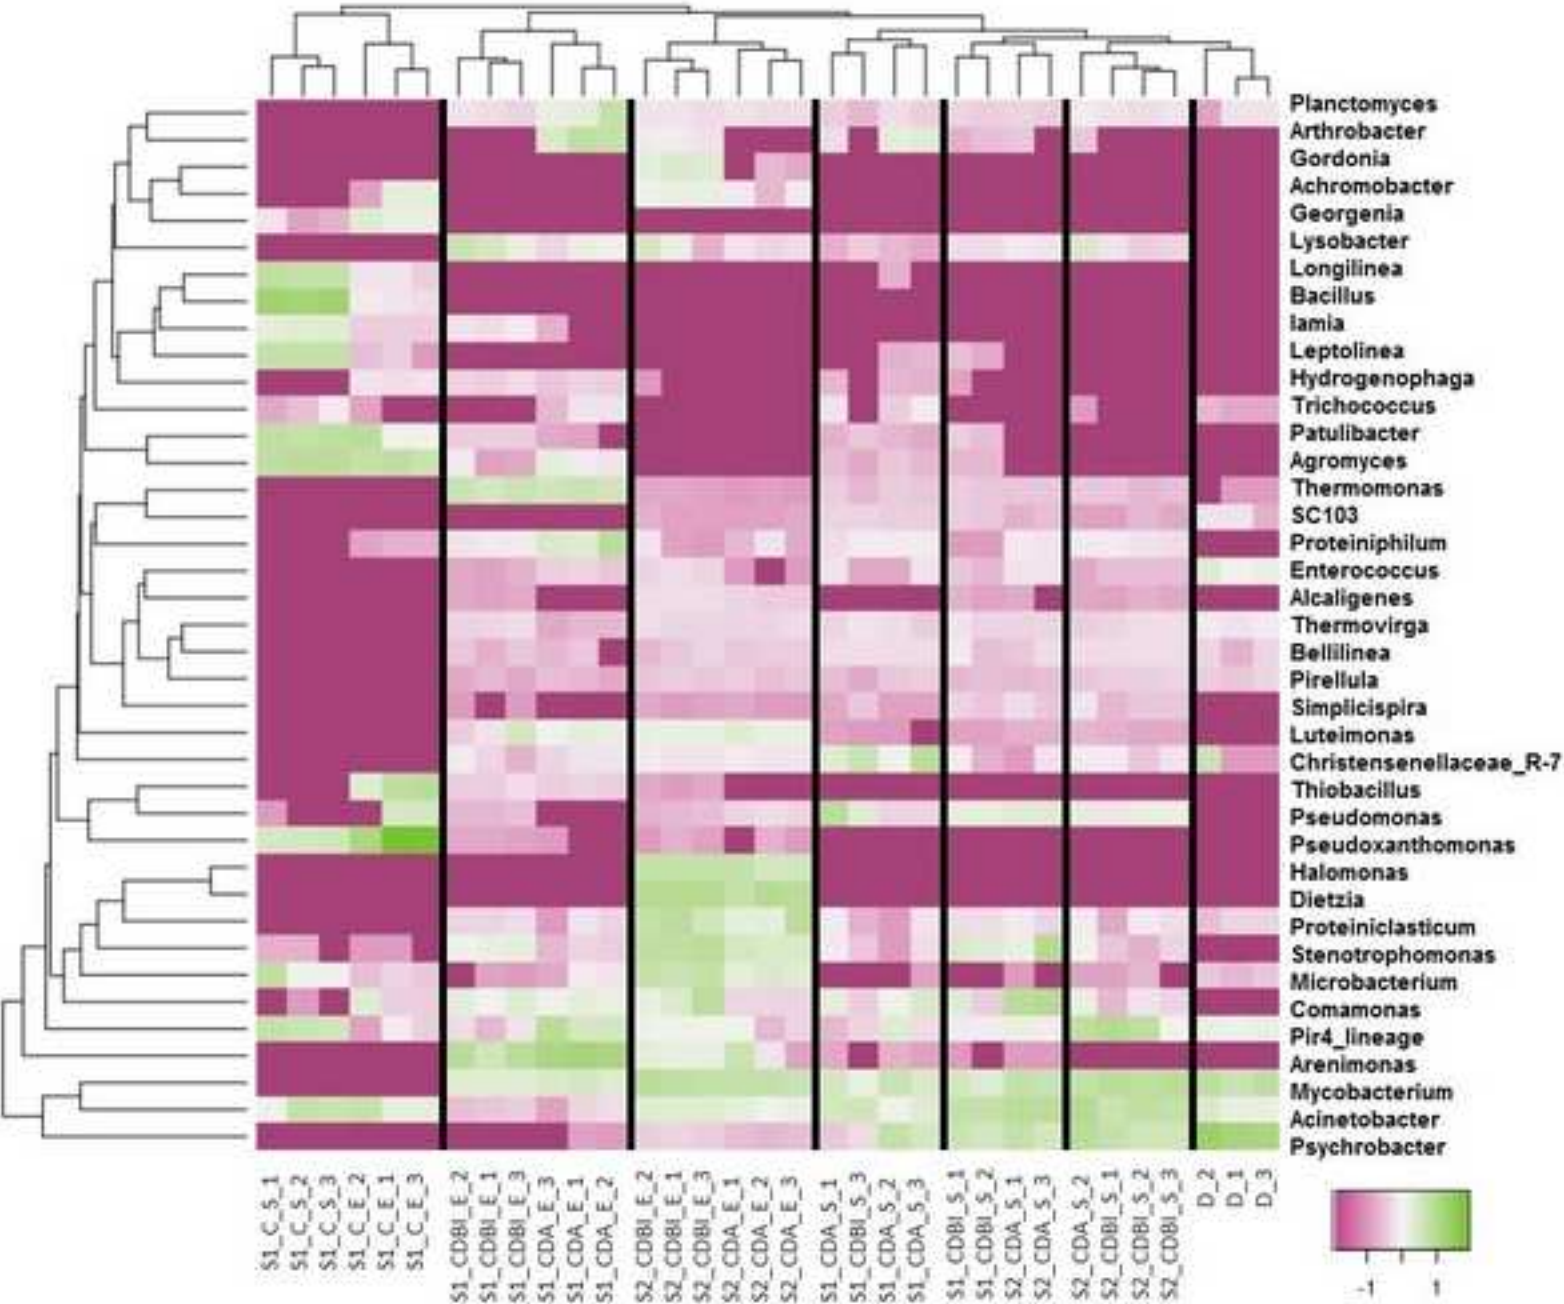 Planctomyces
Arthrobacter
Gordonia
Achromobacter
Georgenia
Lysobacter
Longilinea
Bacillus
Iamia
Leptolinea
Hydrogenophaga
Trichococcus
Patulibacter
Agromyces
Thermomonas
SC103
Proteiniphilum
Enterococcus
Alcaligenes
Thermovirga
Bellilinea
Pirellula
Simplicispira
Luteimonas
Christensenellaceae_R-7
Thiobacillus
Pseudomonas
Pseudoxanthomonas
Halomonas
Dietzia
Proteiniclasticum
Stenotrophomonas
Microbacterium
Comamonas
Pir4_lineage
Arenimonas
Mycobacterium
Acinetobacter
Psychrobacter
S1_C_S_1
S1_C_S_2
S1_C_S_3
S1_C_E_2
S1_C_E_1
S1_C_E_3
S1_CDBI_E_2
S1_CDBI_E_1
S1_CDBI_E_3
S1_CDA_E_3
S1_CDA_E_1
S1_CDA_E_2
S2_CDBI_E_2
S2_CDBI_E_1
S2_CDBI_E_3
S2_CDA_E_1
S2_CDA_E_2
S2_CDA_E_3
S1_CDA_S_1
S1_CDBI_S_3
S1_CDA_S_2
S1_CDA_S_3
S1_CDBI_S_1
S1_CDBI_S_2
S2_CDA_S_1
S2_CDA_S_3
S2_CDA_S_2
S2_CDBI_S_1
S2_CDBI_S_2
S2_CDBI_S_3
D_2
D_1
D_3
-1 1